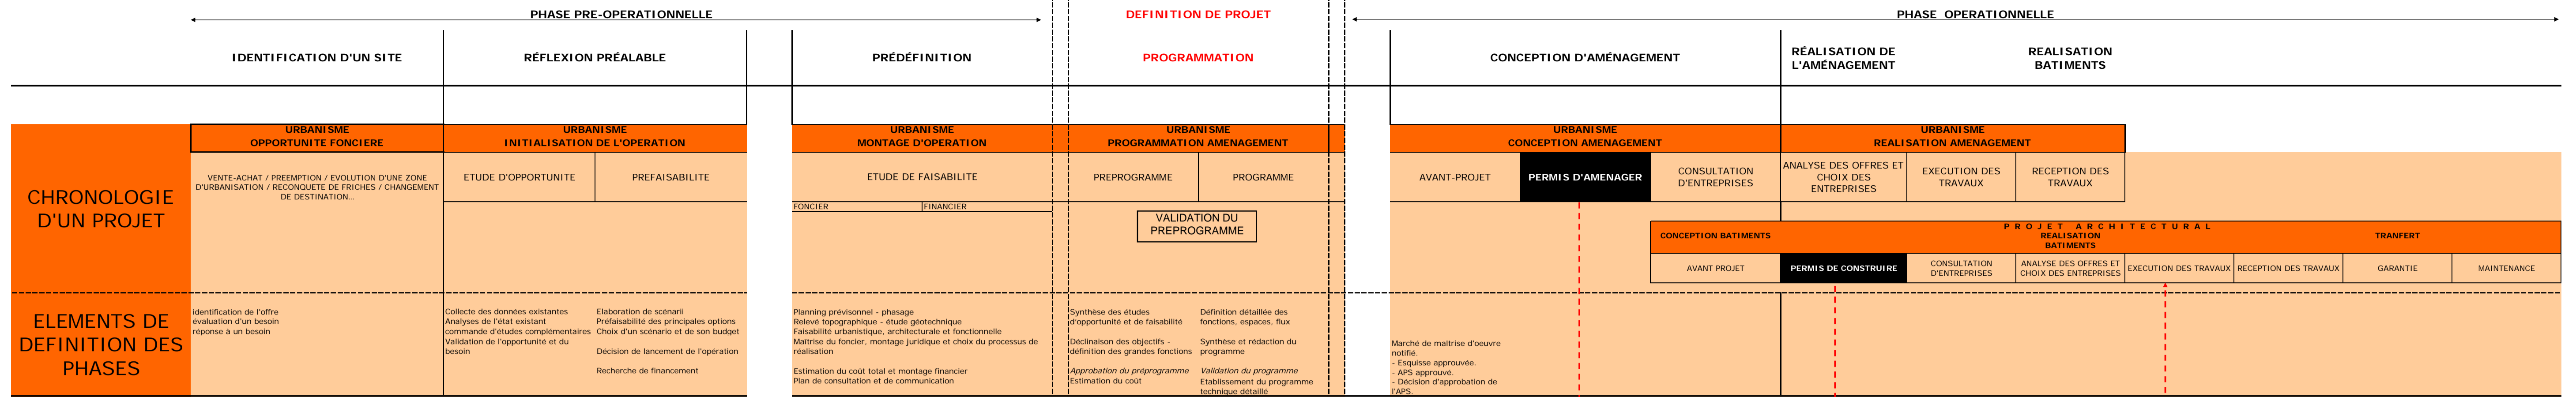 PHASE PRE-OPERATIONNELLE
DEFINITION DE PROJET
PHASE OPERATIONNELLE
IDENTIFICATION D'UN SITE
RÉFLEXION PRÉALABLE
PRÉDÉFINITION
PROGRAMMATION
CONCEPTION D'AMÉNAGEMENT
RÉALISATION DE
L'AMÉNAGEMENT
REALISATION
BATIMENTS
CHRONOLOGIE
D'UN PROJET
URBANISME
OPPORTUNITE FONCIERE
URBANISME
INITIALISATION DE L'OPERATION
URBANISME
MONTAGE D'OPERATION
URBANISME
PROGRAMMATION AMENAGEMENT
URBANISME
CONCEPTION AMENAGEMENT
URBANISME
REALISATION AMENAGEMENT
VENTE-ACHAT / PREEMPTION / EVOLUTION D'UNE ZONE
D'URBANISATION / RECONQUETE DE FRICHES / CHANGEMENT
DE DESTINATION...
ETUDE D'OPPORTUNITE
PREFAISABILITE
ETUDE DE FAISABILITE
PREPROGRAMME
PROGRAMME
AVANT-PROJET
PERMIS D'AMENAGER
CONSULTATION
D'ENTREPRISES
ANALYSE DES OFFRES ET
CHOIX DES
ENTREPRISES
EXECUTION DES
TRAVAUX
RECEPTION DES
TRAVAUX
FONCIER
FINANCIER
VALIDATION DU
PREPROGRAMME
PROJET ARCHITECTURAL
CONCEPTION BATIMENTS
REALISATION
BATIMENTS
TRANFERT
AVANT PROJET
PERMIS DE CONSTRUIRE
CONSULTATION
D'ENTREPRISES
ANALYSE DES OFFRES ET
CHOIX DES ENTREPRISES
EXECUTION DES TRAVAUX
RECEPTION DES TRAVAUX
GARANTIE
MAINTENANCE
ELEMENTS DE
DEFINITION DES
PHASES
identification de l'offre
évaluation d'un besoin
réponse à un besoin
Collecte des données existantes
Analyses de l'état existant
commande d'études complémentaires
Validation de l'opportunité et du
besoin
Elaboration de scénarii
Préfaisabilité des principales options
Choix d'un scénario et de son budget
Décision de lancement de l'opération
Recherche de financement
Planning prévisonnel - phasage
Relevé topographique - étude géotechnique
Faisabilité urbanistique, architecturale et fonctionnelle
Maîtrise du foncier, montage juridique et choix du processus de
réalisation
Estimation du coût total et montage financier
Plan de consultation et de communication
Synthèse des études
d'opportunité et de faisabilité
Déclinaison des objectifs -
définition des grandes fonctions
Approbation du préprogramme
Estimation du coût
Définition détaillée des
fonctions, espaces, flux
Synthèse et rédaction du
programme
Validation du programme
Etablissement du programme
technique détaillé
Marché de maîtrise d'oeuvre
notifié.
- Esquisse approuvée.
- APS approuvé.
- Décision d'approbation de
l'APS.